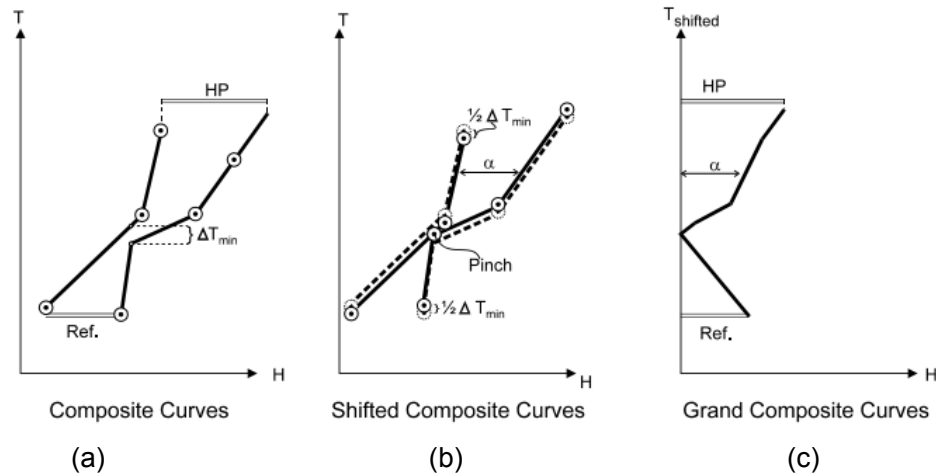 T
HP
ΔTmin
Ref.
H
Composite Curves
(a)
T
½ ΔTmin
α
Pinch
½ ΔTmin
H
Shifted Composite Curves
(b)
Tshifted
HP
α
Ref.
H
Grand Composite Curves
(c)